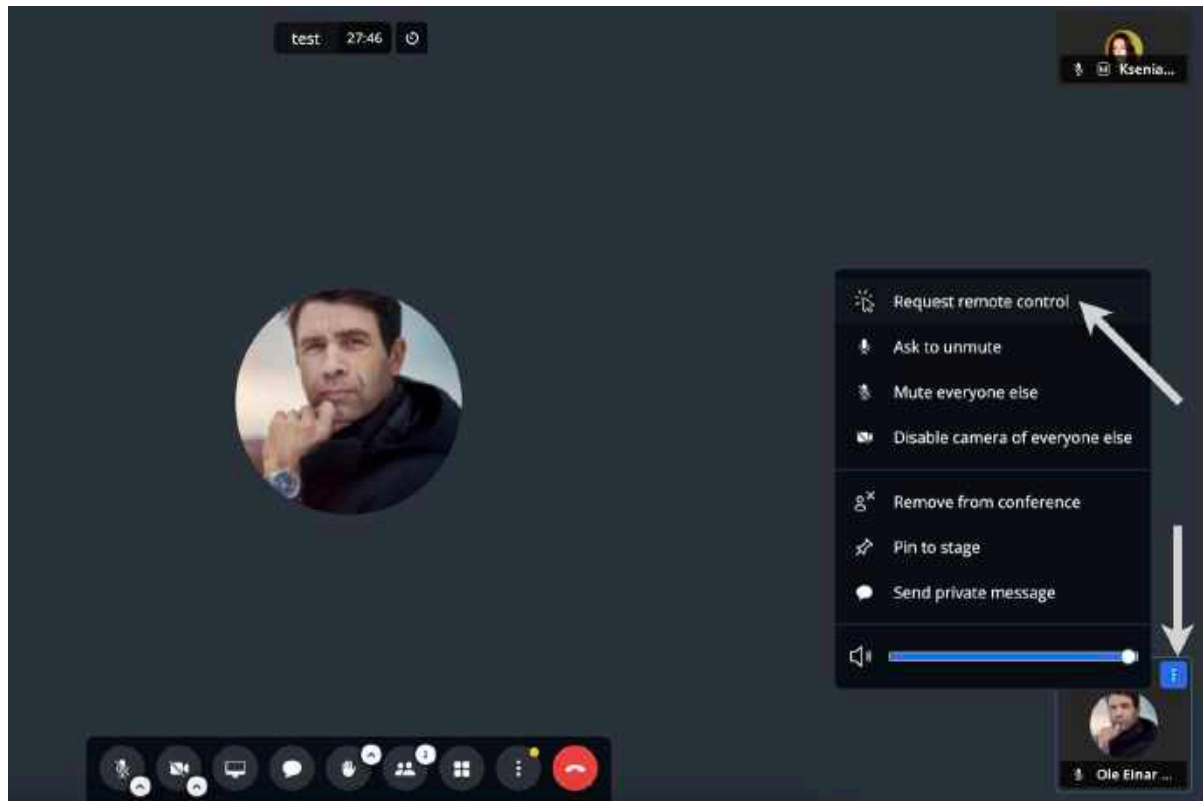 test 27:46
Ksenia...
Request remote control
Ask to unmute
Mute everyone else
Disable camera of everyone else
Remove from conference
Pin to stage
Send private message
Ole Einar ...